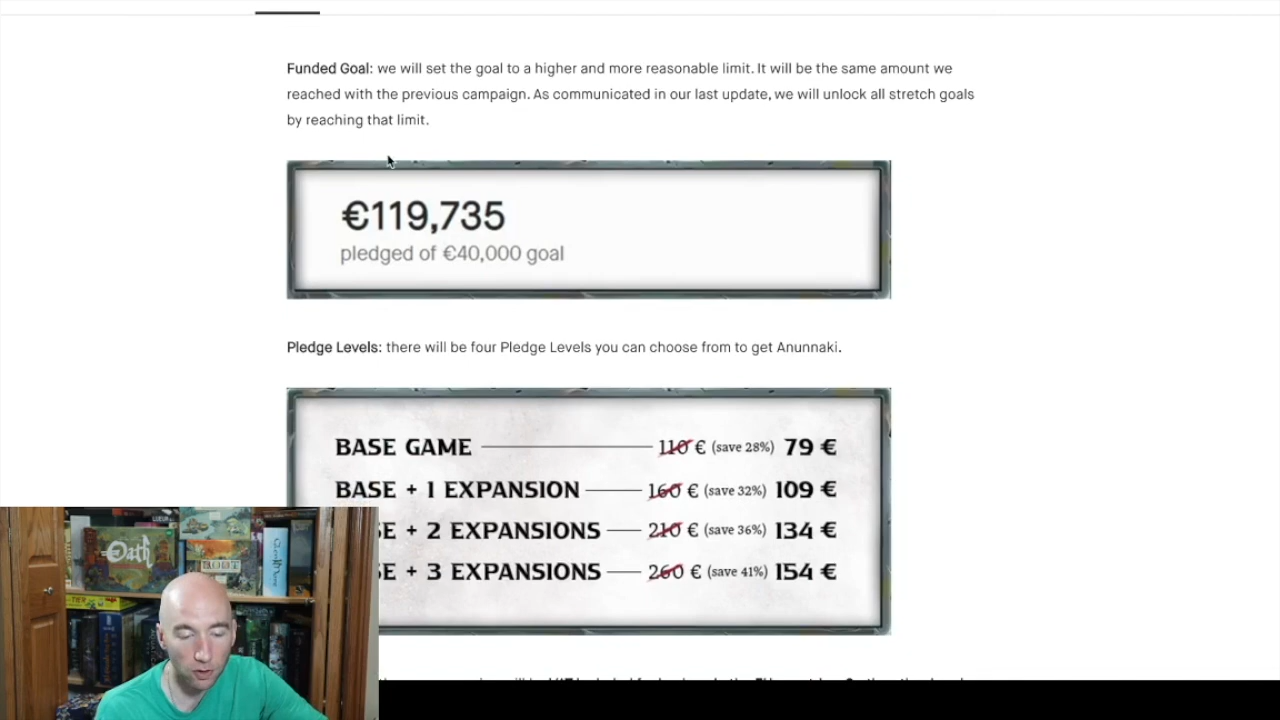 Funded Goal: we will set the goal to a higher and more reasonable limit. It will be the same amount we
reached with the previous campaign. As communicated in our last update, we will unlock all stretch goals
by reaching that limit.
€119,735
pledged of €40,000 goal
Pledge Levels: there will be four Pledge Levels you can choose from to get Anunnaki.
BASE GAME 110 € (save 28%) 79 €
BASE + 1 EXPANSION 160 € (save 32%) 109 €
SE + 2 EXPANSIONS 210 € (save 36%) 134 €
SE + 3 EXPANSIONS 260 € (save 41%) 154 €
Oath
ROOT